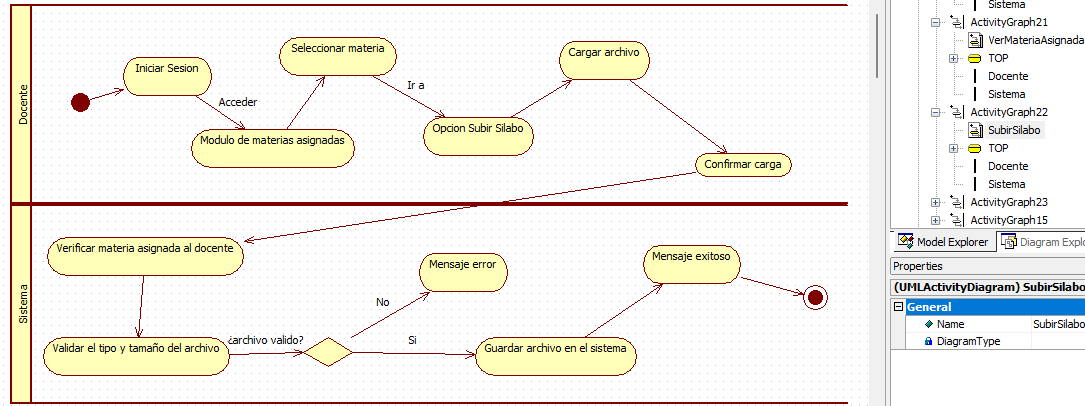 Docente
Iniciar Sesion
Acceder
Modulo de materias asignadas
Seleccionar materia
Ir a
Opcion Subir Silabo
Cargar archivo
Confirmar carga
Sistema
Verificar materia asignada al docente
Validar el tipo y tamaño del archivo
¿archivo valido?
No
Mensaje error
Si
Guardar archivo en el sistema
Mensaje exitoso
Sistema
ActivityGraph21
VerMateriaAsignada
TOP
Docente
Sistema
ActivityGraph22
SubirSilabo
TOP
Docente
Sistema
ActivityGraph23
ActivityGraph15
Model Explorer
Diagram Explo
Properties
(UMLActivityDiagram) SubirSilabo
General
Name SubirSilabo
DiagramType